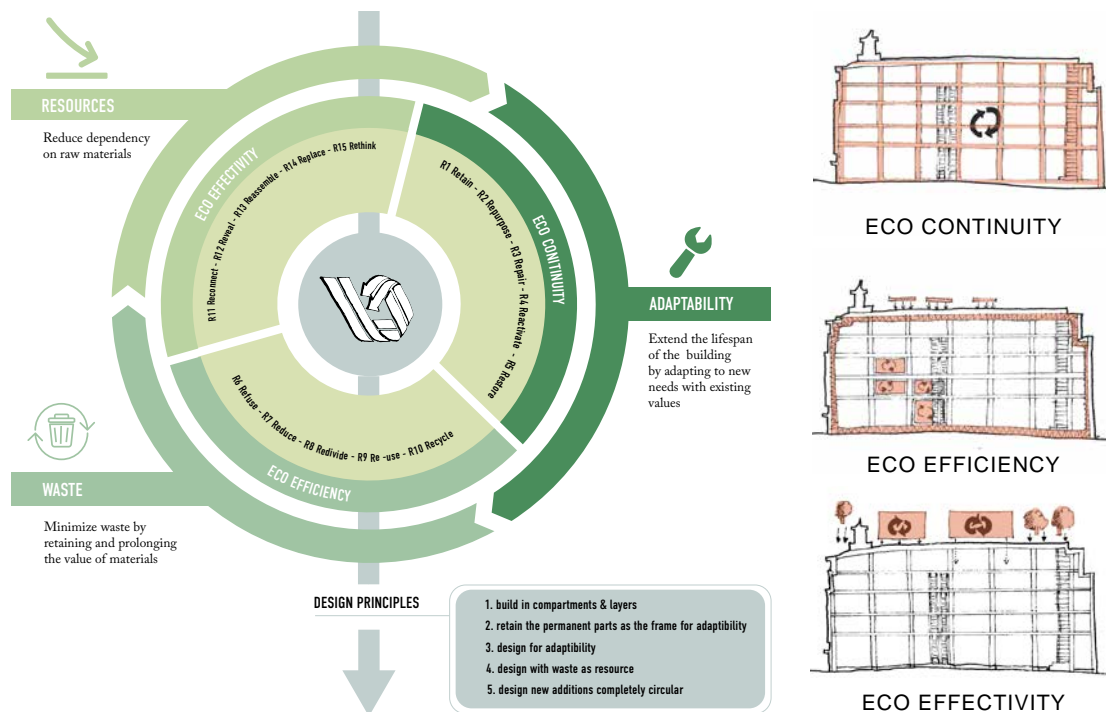 RESOURCES
Reduce dependency
on raw materials
ECO EFFECTIVITY
R11 Reconnect - R12 Reveal - R13 Reassemble - R14 Replace - R15 Rethink
R1 Retain - R2 Repurpose - R3 Repair - R4 Reactivate - R5 Restore
ECO CONITINUITY
ADAPTABILITY
Extend the lifespan
of the building
by adapting to new
needs with existing
values
R6 Refuse - R7 Reduce - R8 Redivide - R9 Re -use - R10 Recycle
ECO EFFICIENCY
WASTE
Minimize waste by
retaining and prolonging
the value of materials
DESIGN PRINCIPLES
1. build in compartments & layers
2. retain the permanent parts as the frame for adaptibility
3. design for adaptibility
4. design with waste as resource
5. design new additions completely circular
ECO CONTINUITY
ECO EFFICIENCY
ECO EFFECTIVITY